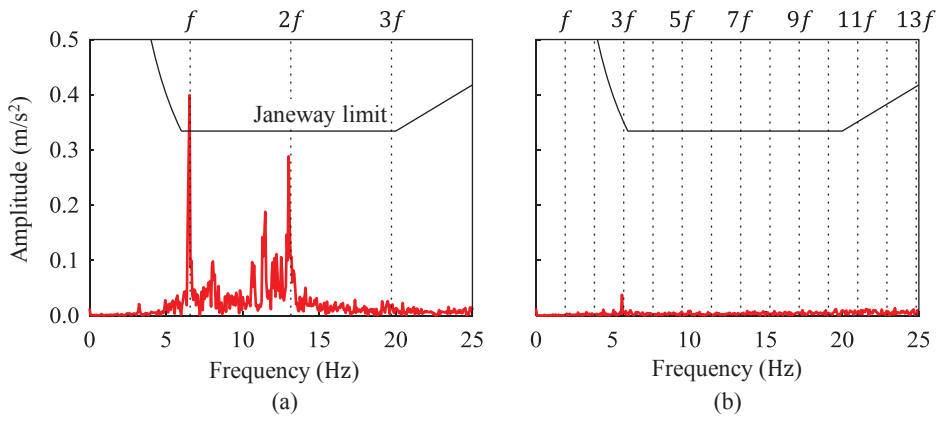 f 2f 3f
f 3f 5f 7f 9f 11f 13f
0.5
0.4
0.3
0.2
0.1
0.0
Amplitude (m/s²)
Janeway limit
0 5 10 15 20 25
0 5 10 15 20 25
Frequency (Hz)
Frequency (Hz)
(a)
(b)